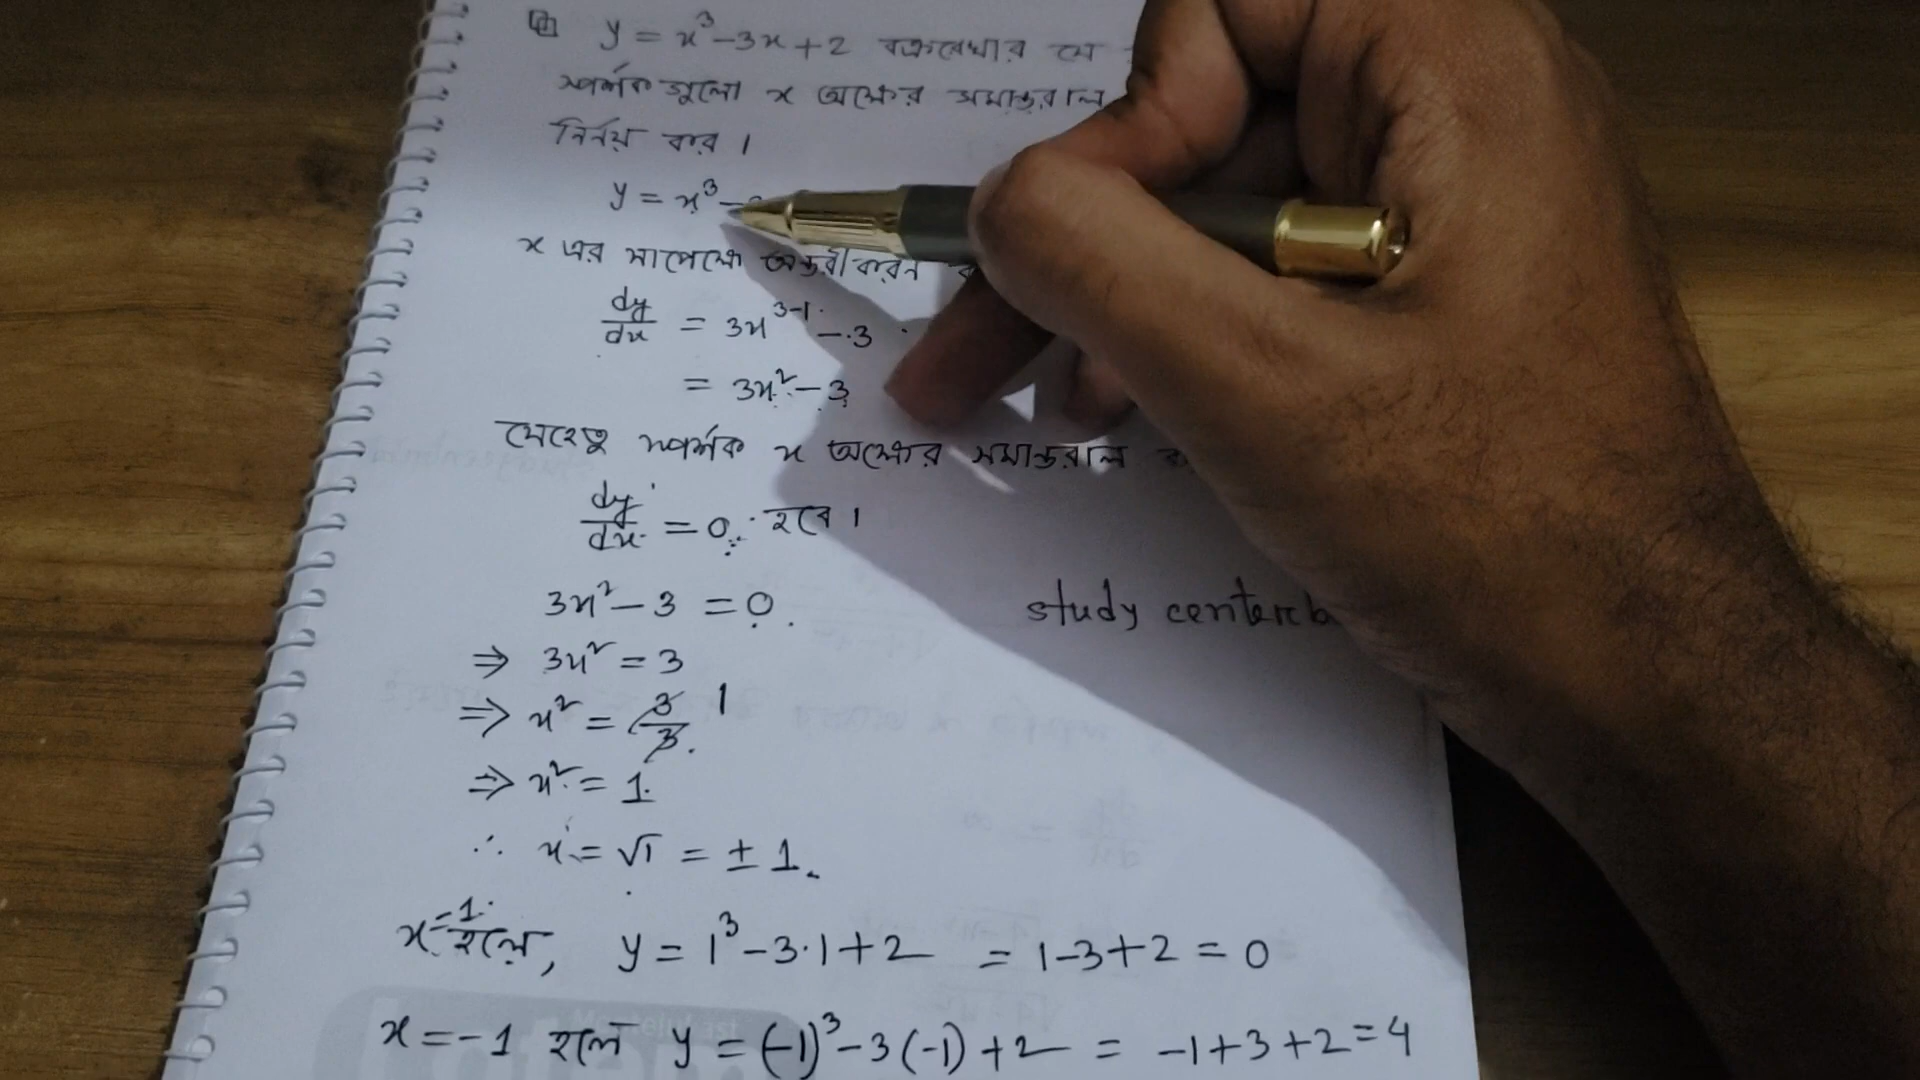 y = x³ – 3x + 2 বক্ররেখার যে
স্পর্শক গুলো x অক্ষের সমান্তরাল
নির্নয় কর ।
y = x³ –
x এর সাপেক্ষে অন্তরীকরন
dy/dx = 3x³⁻¹ – 3
= 3x² – 3
যেহেতু স্পর্শক x অক্ষের সমান্তরাল
dy/dx = 0 হবে ।
3x² – 3 = 0
⇒ 3x² = 3
study center
⇒ x² = 3/3 1
⇒ x² = 1
∴ x = √1 = ± 1
x = 1 হলে, y = 1³ – 3·1 + 2 = 1 – 3 + 2 = 0
x = – 1 হলে y = (–1)³ – 3 (–1) + 2 = –1 + 3 + 2 = 4